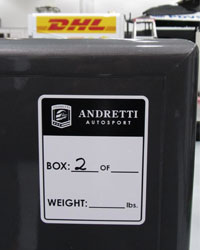 DHL
ANDRETTI
AUTOSPORT
BOX: 2 OF
WEIGHT: lbs.